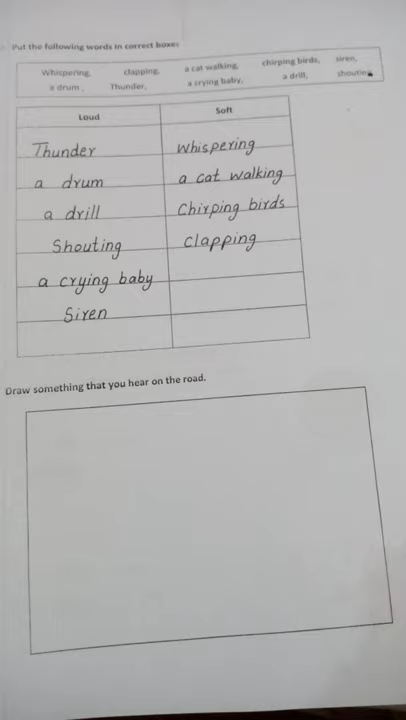 Put the following words in correct boxes
Whispering, clapping, a cat walking, chirping birds, siren,
a drum, Thunder, a crying baby, a drill, shouting
Loud Soft
Thunder Whispering
a drum a cat walking
a drill Chirping birds
Shouting Clapping
a crying baby
Siren
Draw something that you hear on the road.